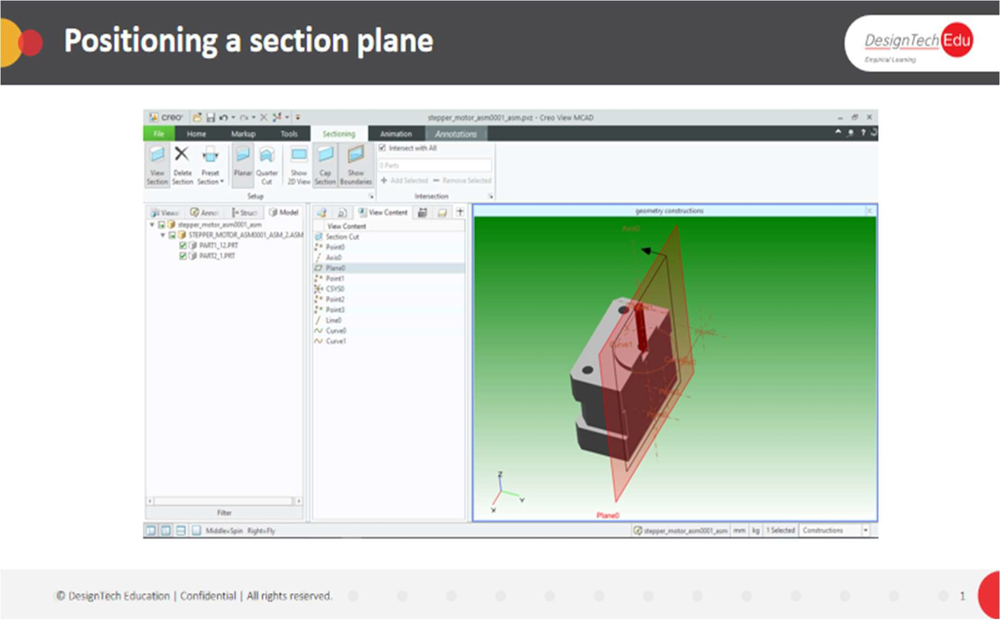 Positioning a section plane
DesignTech Edu
Empirical Learning
creo
stepper_motor_asm0001_asm.pvz - Creo View MCAD
File Home Markup Tools Sectioning Animation Annotations
View Section
Delete Section
Preset Section
Planar
Quarter Cut
Show 2D View
Cap Section
Show Boundaries
Intersect with All
0 Parts
Add Selected
Remove Selected
Setup
Intersection
Views
Annot
Struct
Model
View Content
geometry constructions
stepper_motor_asm0001_asm
STEPPER_MOTOR_ASM0001_ASM_2.ASM
PART1_12.PRT
PART2_1.PRT
View Content
Section Cut
Point0
Axis0
Plane0
Point1
CSYS0
Point2
Point3
Line0
Curve0
Curve1
Axis0
Point2
Curve1
Z
Y
X
Plane0
Filter
Middle=Spin Right=Fly
stepper_motor_asm0001_asm
mm
kg
1 Selected
Constructions
© DesignTech Education | Confidential | All rights reserved.
1